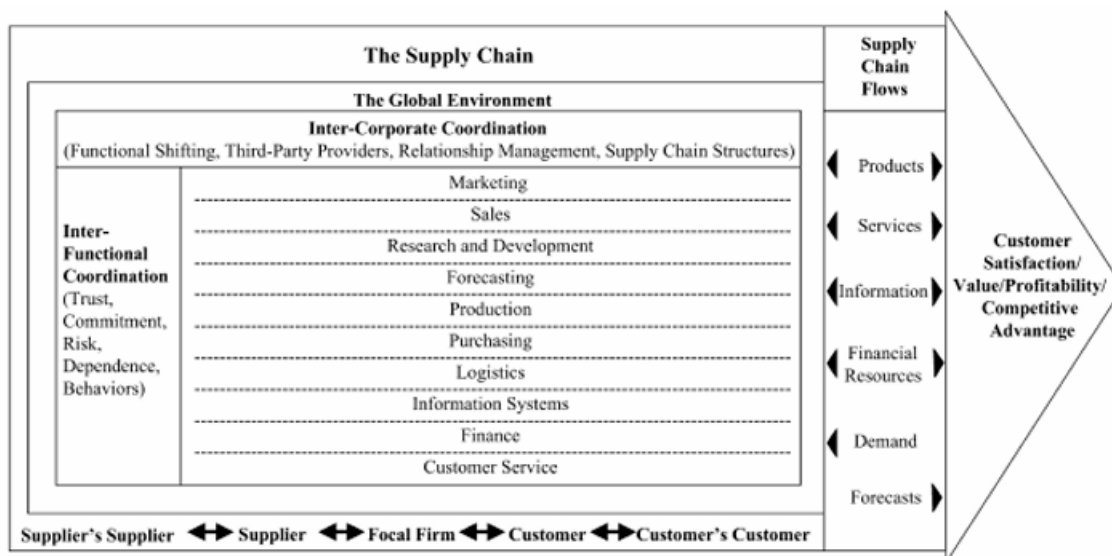 The Supply Chain
Supply
Chain
Flows
The Global Environment
Inter-Corporate Coordination
(Functional Shifting, Third-Party Providers, Relationship Management, Supply Chain Structures)
Inter-
Functional
Coordination
(Trust,
Commitment,
Risk,
Dependence,
Behaviors)
Marketing
Sales
Research and Development
Forecasting
Production
Purchasing
Logistics
Information Systems
Finance
Customer Service
Products
Services
Information
Financial
Resources
Demand
Forecasts
Customer
Satisfaction/
Value/Profitability/
Competitive
Advantage
Supplier's Supplier Supplier Focal Firm Customer Customer's Customer